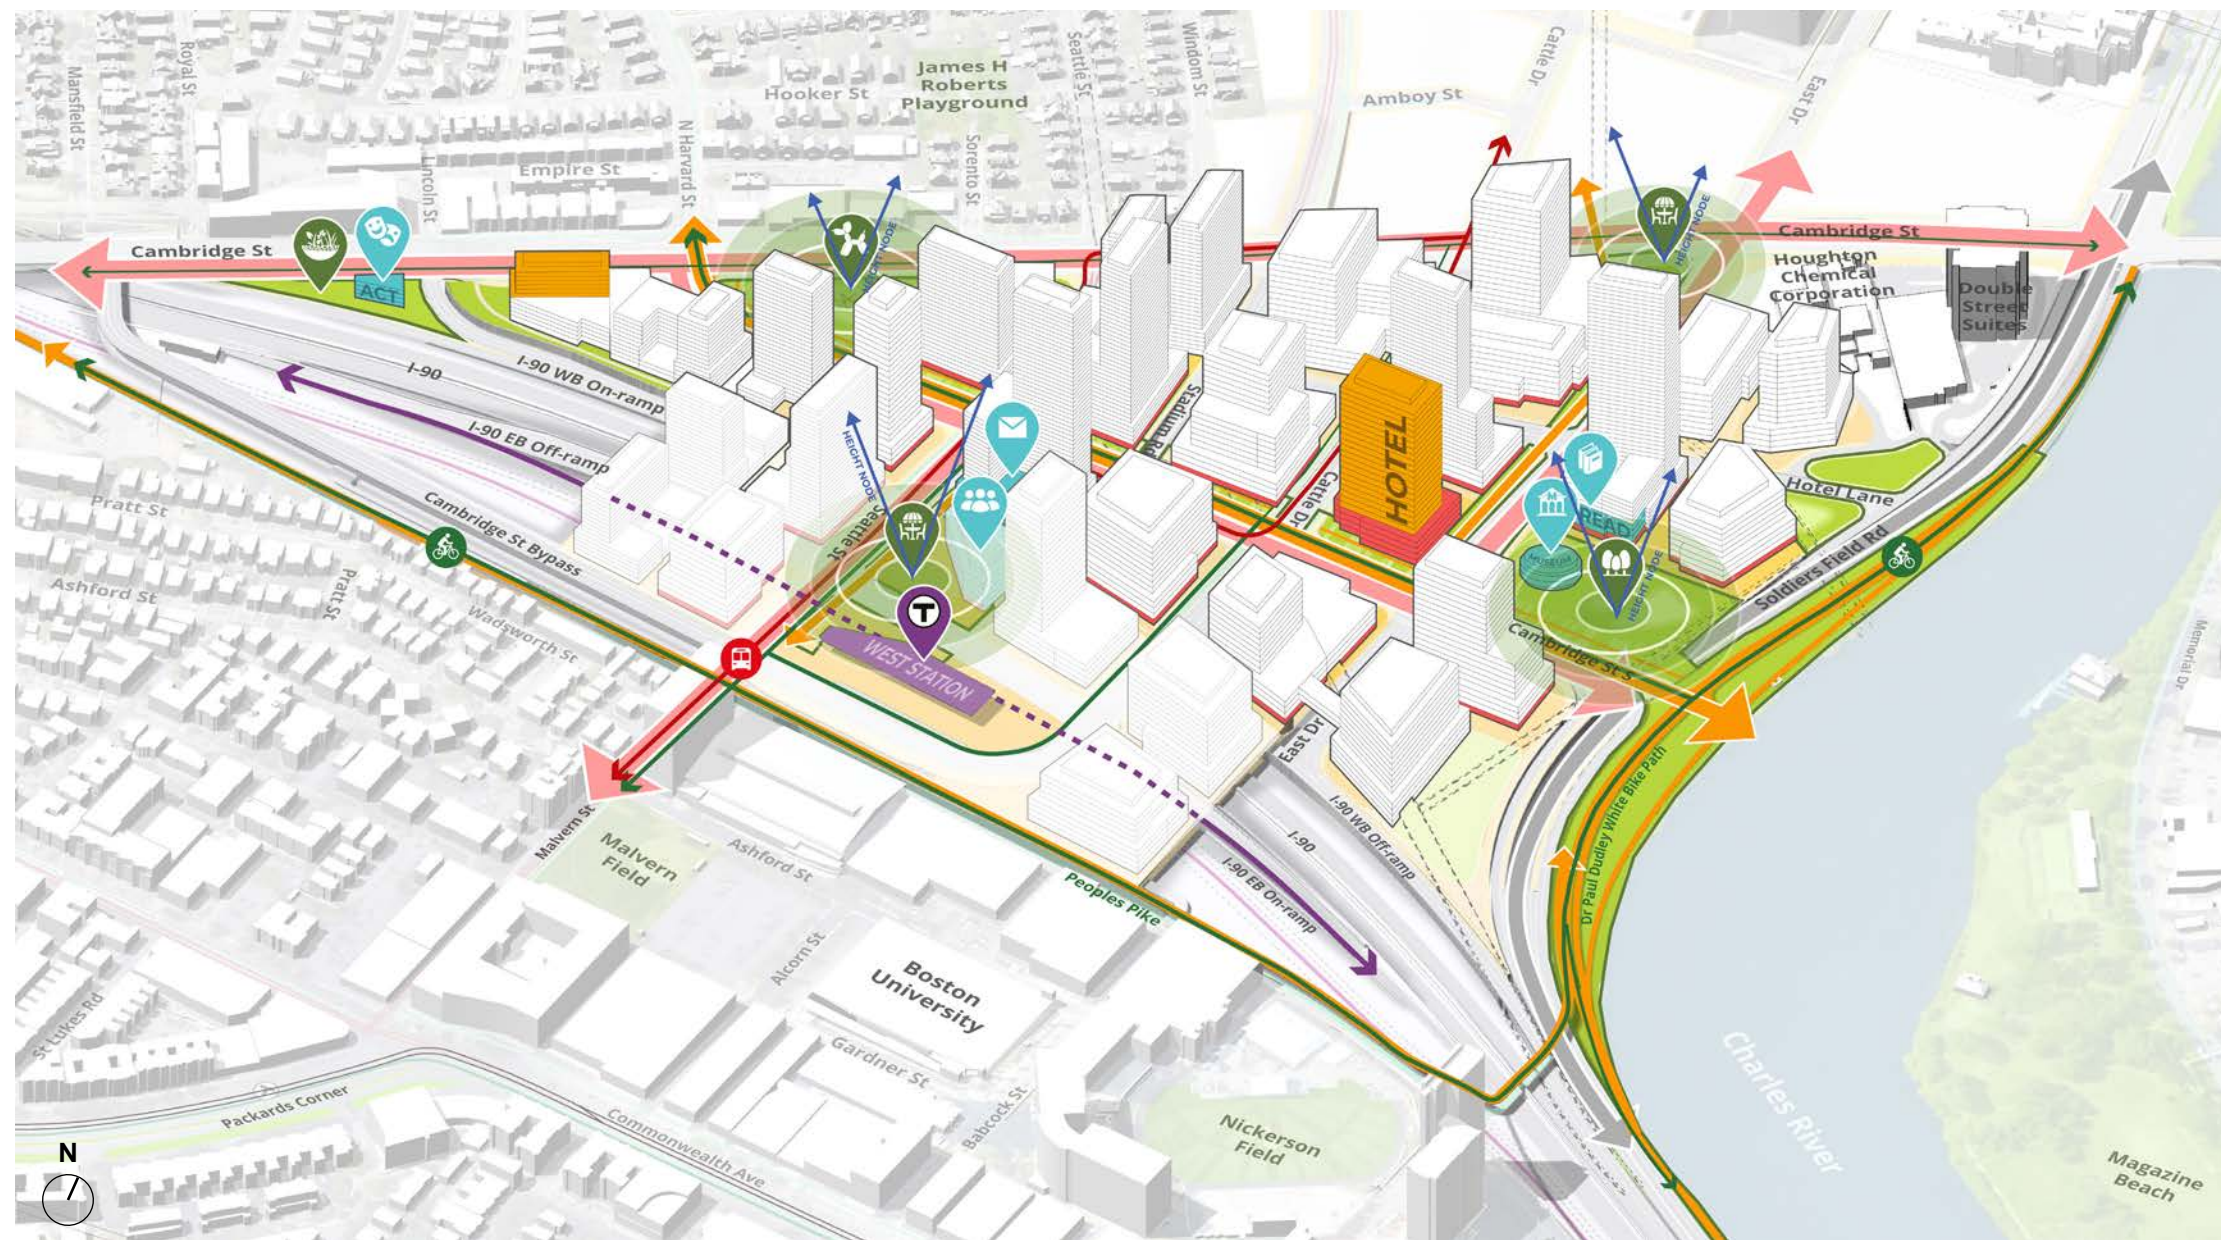 Mansfield St
Royal St
Lincoln St
Empire St
N Harvard St
Hooker St
James H
Roberts
Playground
Sorento St
Seattle St
Windom St
Amboy St
Cattle Dr
East Dr
Cambridge St
ACT
HEIGHT NODE
HEIGHT NODE
Cambridge St
Houghton
Chemical
Corporation
Double
Street
Suites
I-90
I-90 WB On-ramp
I-90 EB Off-ramp
Cambridge St Bypass
Pratt St
Ashford St
Pratt St
Wadsworth St
HEIGHT NODE
Seattle St
Stadium Rd
Cattle Dr
HOTEL
READ
MUSEUM
HEIGHT NODE
Hotel Lane
Soldiers Field Rd
Cambridge St S
T
WEST STATION
East Dr
I-90 WB Off-ramp
I-90
I-90 EB On-ramp
Dr Paul Dudley White Bike Path
Memorial Dr
Malvern St
Malvern
Field
Ashford St
Peoples Pike
Alcorn St
Boston
University
Gardner St
Babcock St
St Lukes Rd
T
Packards Corner
Commonwealth Ave
Nickerson
Field
Charles River
Magazine
Beach
N